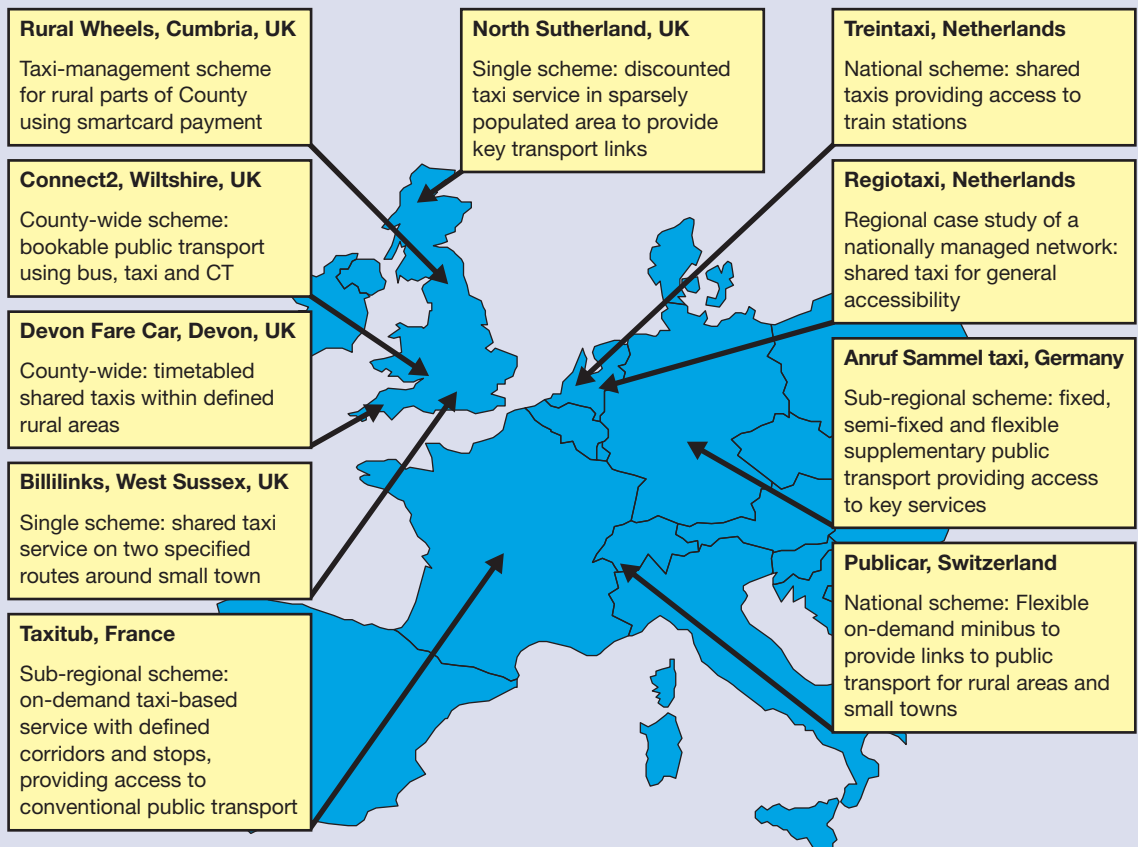 Rural Wheels, Cumbria, UK
Taxi-management scheme
for rural parts of County
using smartcard payment
Connect2, Wiltshire, UK
County-wide scheme:
bookable public transport
using bus, taxi and CT
Devon Fare Car, Devon, UK
County-wide: timetabled
shared taxis within defined
rural areas
Billilinks, West Sussex, UK
Single scheme: shared taxi
service on two specified
routes around small town
Taxitub, France
Sub-regional scheme:
on-demand taxi-based
service with defined
corridors and stops,
providing access to
conventional public transport
North Sutherland, UK
Single scheme: discounted
taxi service in sparsely
populated area to provide
key transport links
Treintaxi, Netherlands
National scheme: shared
taxis providing access to
train stations
Regiotaxi, Netherlands
Regional case study of a
nationally managed network:
shared taxi for general
accessibility
Anruf Sammel taxi, Germany
Sub-regional scheme: fixed,
semi-fixed and flexible
supplementary public
transport providing access
to key services
Publicar, Switzerland
National scheme: Flexible
on-demand minibus to
provide links to public
transport for rural areas and
small towns